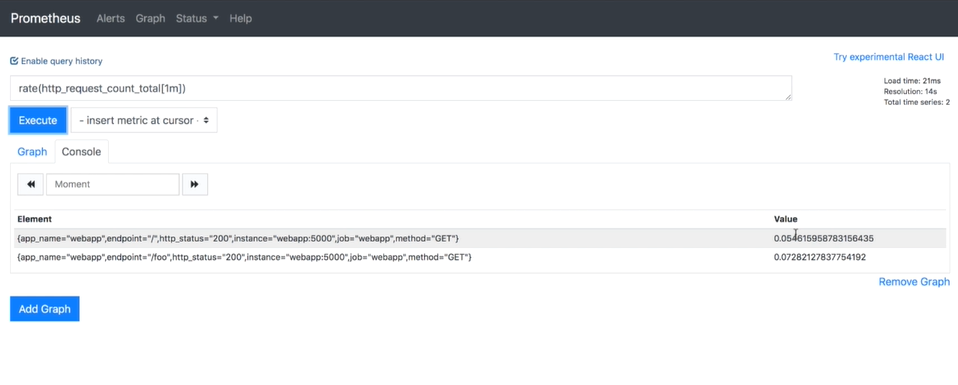 Prometheus Alerts Graph Status Help
Enable query history
Try experimental React UI
rate(http_request_count_total[1m])
Load time: 21ms
Resolution: 14s
Total time series: 2
Execute
- insert metric at cursor -
Graph Console
Moment
Element Value
{app_name="webapp",endpoint="/",http_status="200",instance="webapp:5000",job="webapp",method="GET"} 0.054615958783156435
{app_name="webapp",endpoint="/foo",http_status="200",instance="webapp:5000",job="webapp",method="GET"} 0.07282127837754192
Remove Graph
Add Graph